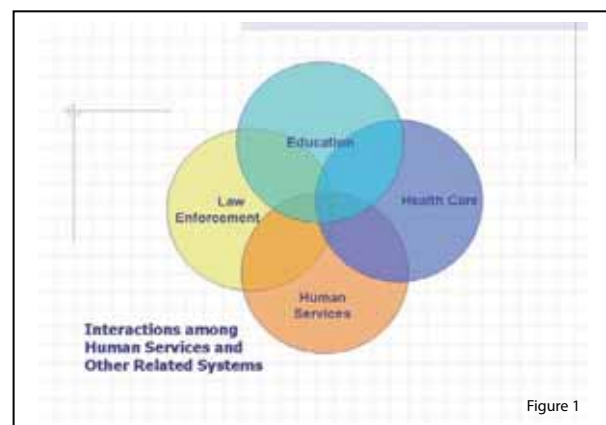 Education
Law
Enforcement
Health Care
Human
Services
Interactions among
Human Services and
Other Related Systems
Figure 1